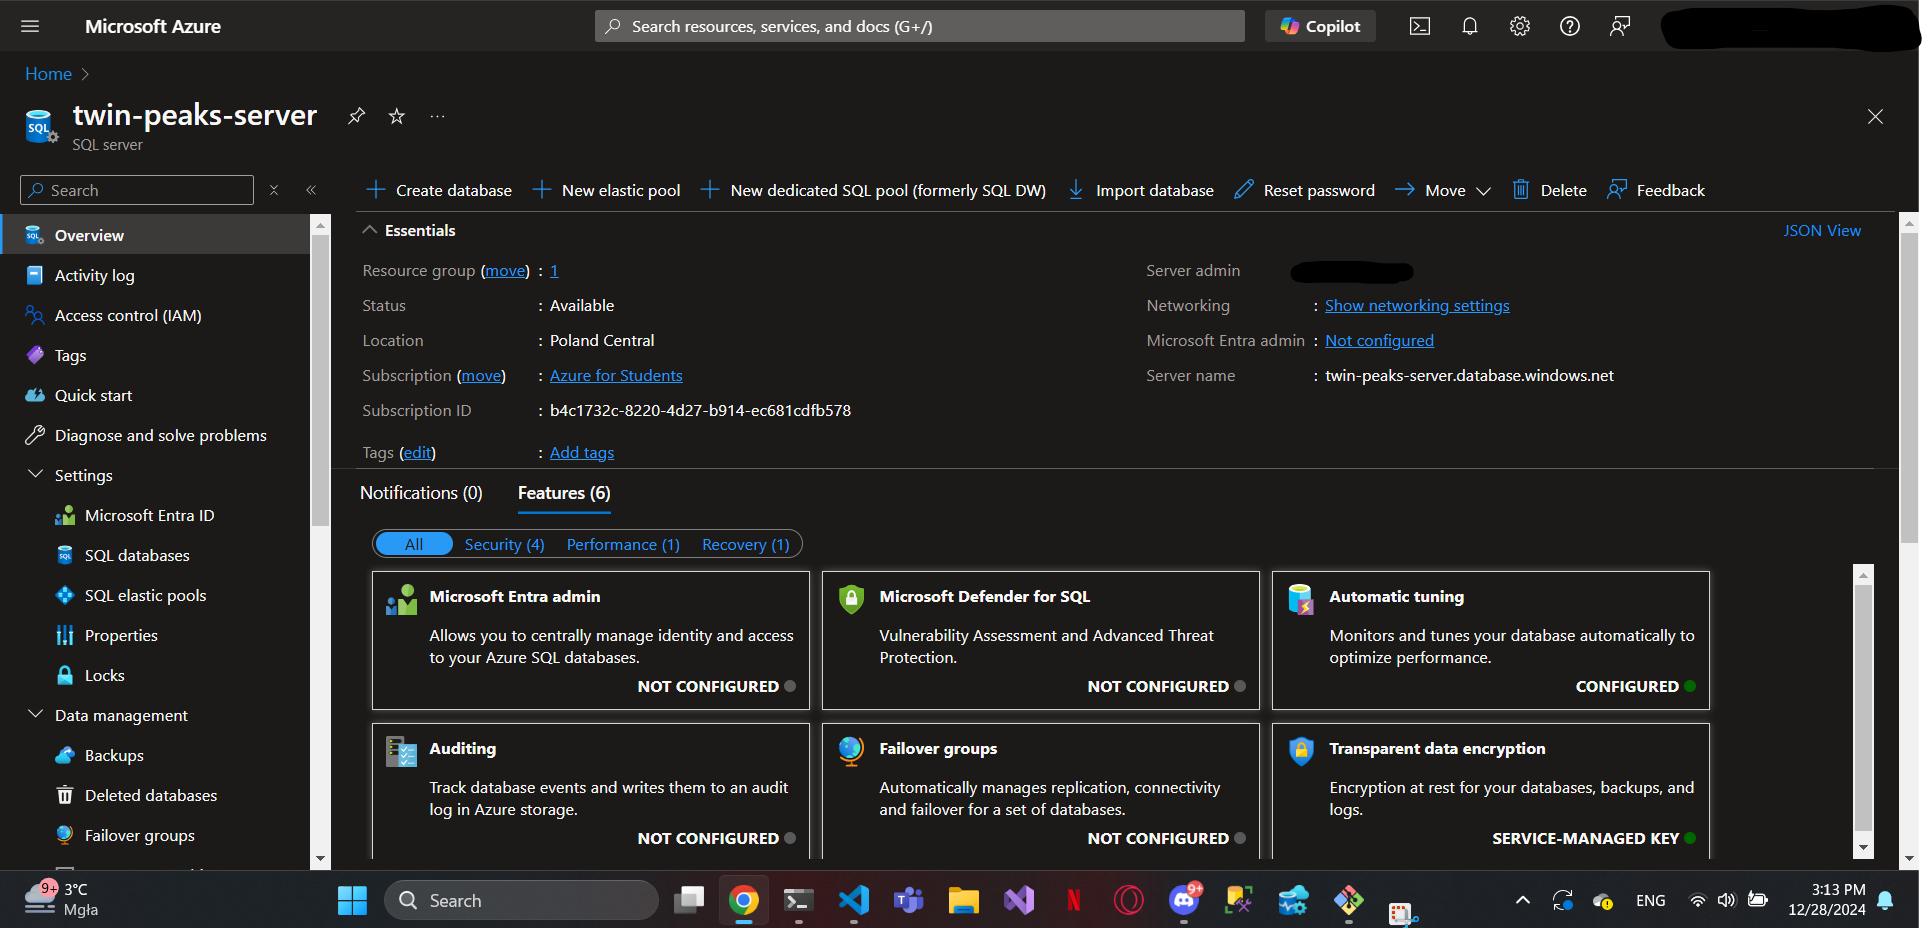 Microsoft Azure
Search resources, services, and docs (G+/)
Copilot
Home
SQL
twin-peaks-server
SQL server
Search
Create database
New elastic pool
New dedicated SQL pool (formerly SQL DW)
Import database
Reset password
Move
Delete
Feedback
Overview
Activity log
Access control (IAM)
Tags
Quick start
Diagnose and solve problems
Settings
Microsoft Entra ID
SQL databases
SQL elastic pools
Properties
Locks
Data management
Backups
Deleted databases
Failover groups
Essentials
JSON View
Resource group (move) : 1
Status : Available
Location : Poland Central
Subscription (move) : Azure for Students
Subscription ID : b4c1732c-8220-4d27-b914-ec681cdfb578
Tags (edit) : Add tags
Server admin
Networking : Show networking settings
Microsoft Entra admin : Not configured
Server name : twin-peaks-server.database.windows.net
Notifications (0)
Features (6)
All
Security (4)
Performance (1)
Recovery (1)
Microsoft Entra admin
Allows you to centrally manage identity and access
to your Azure SQL databases.
NOT CONFIGURED
Microsoft Defender for SQL
Vulnerability Assessment and Advanced Threat
Protection.
NOT CONFIGURED
Automatic tuning
Monitors and tunes your database automatically to
optimize performance.
CONFIGURED
Auditing
Track database events and writes them to an audit
log in Azure storage.
NOT CONFIGURED
Failover groups
Automatically manages replication, connectivity
and failover for a set of databases.
NOT CONFIGURED
Transparent data encryption
Encryption at rest for your databases, backups, and
logs.
SERVICE-MANAGED KEY
9+
3°C
Mgła
Search
9+
ENG
3:13 PM
12/28/2024